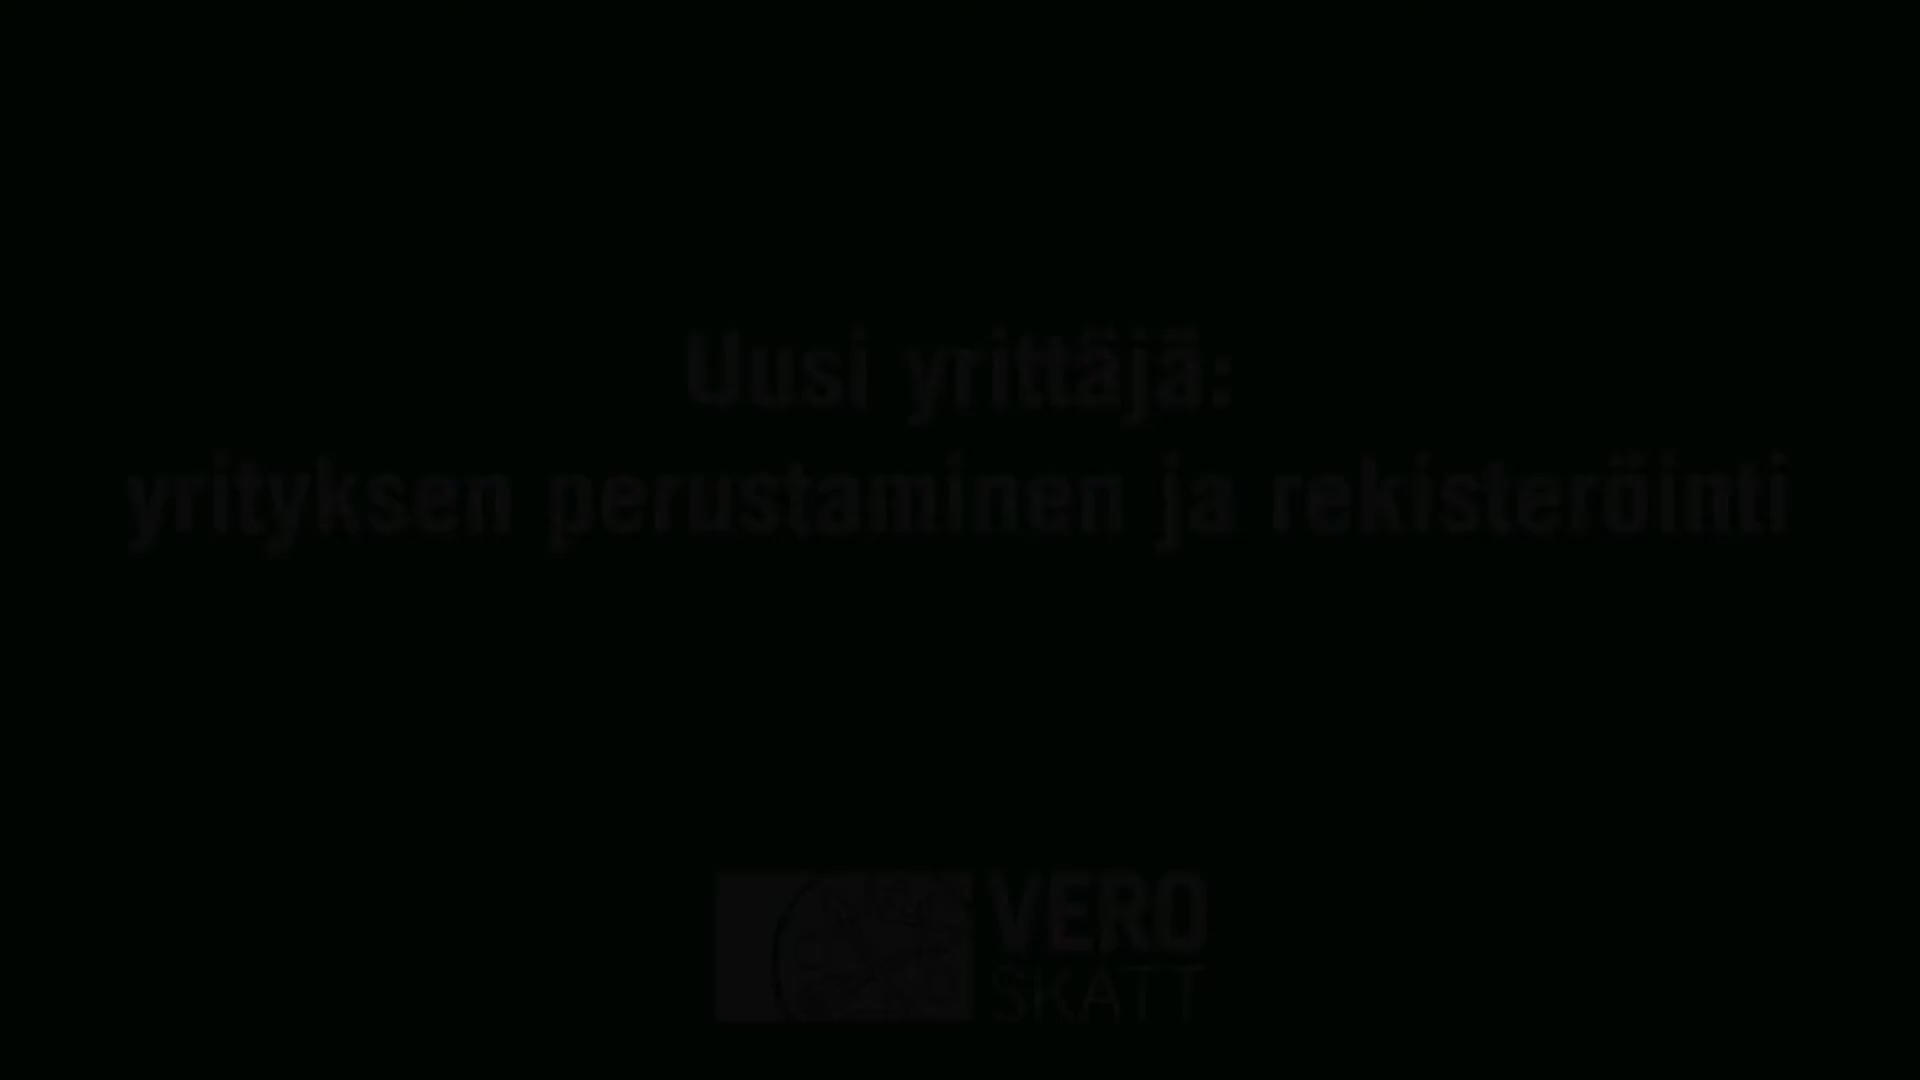 Uusi yrittäjä:
yrityksen perustaminen ja rekisteröinti
VERO
SKATT